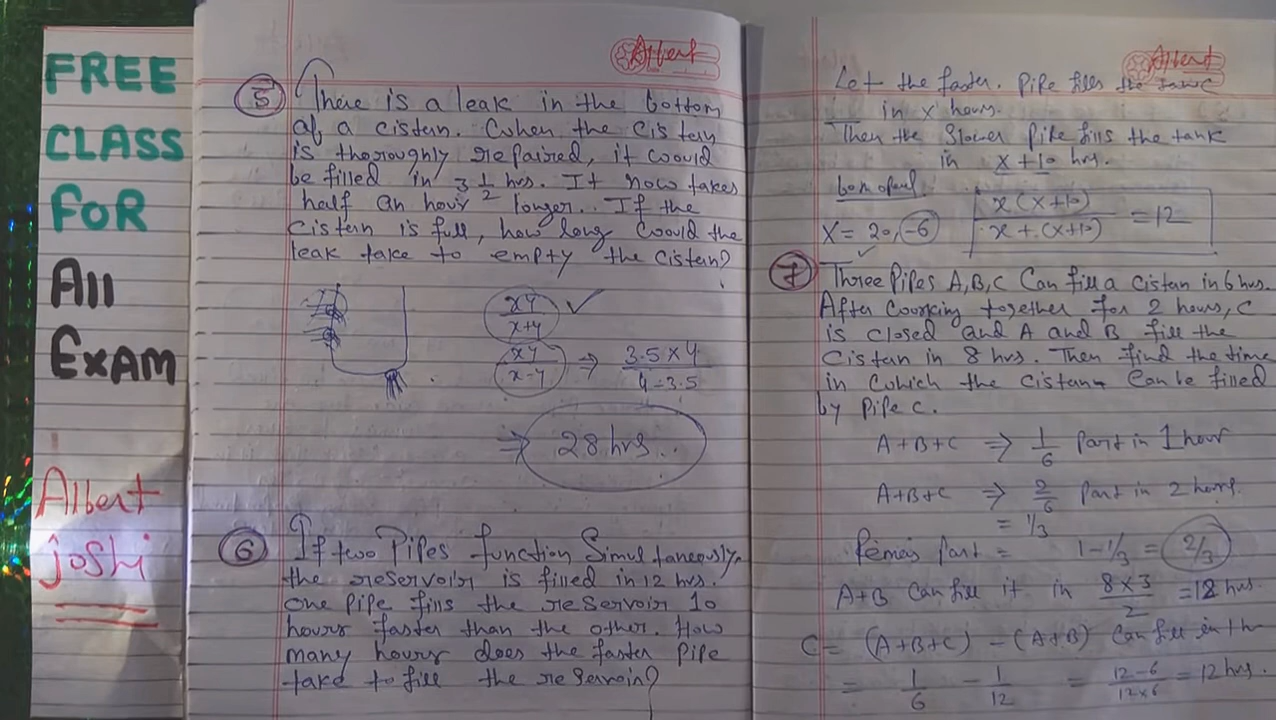 FREE
CLASS
FoR
All
ExAM
Albert
joshi
Albert
5 There is a leak in the bottom
of a cistern. When the cistern
is thoroughly repaired, it would
be filled in 3 1/2 hrs. It now takes
half an hour longer.. If the
cistern is full, how long would the
leak take to empty the cistern?
xy
x+y
xy
x-y
⇒ 3.5 x 4
4-3.5
⇒ 28 hrs...
6 If two Pipes function Simultaneously,
the reservoir is filled in 12 hrs.
One pipe fills the reservoir 10
hours faster than the other. How
many hours does the faster Pipe
take to fill the reservoir?
Albert
Let the faster. Pipe fills the
in x hours.
Then the Slower Pipe fills the tank
in x+10 hrs.
x(x+10)
x+(x+10)
=12
X = 20, -6
7 Three Pipes A, B, C Can fill a cistern in 6 hrs.
After working together for 2 hours, C
is closed and A and B fill the
cistern in 8 hrs. Then find the time
in which the cistern Can be filled
by Pipe C.
A+B+C ⇒ 1/6 Part in 1 hour
A+B+C ⇒ 2/6 Part in 2 hours.
= 1/3
Part = 1-1/3 = 2/3
A+B Can fill it in 8x3/2 =12 hrs.
C= (A+B+C) - (A+B) Can fill in 1 hr
= 1/6 - 1/12 = 12-6/12x6 = 12 hrs.